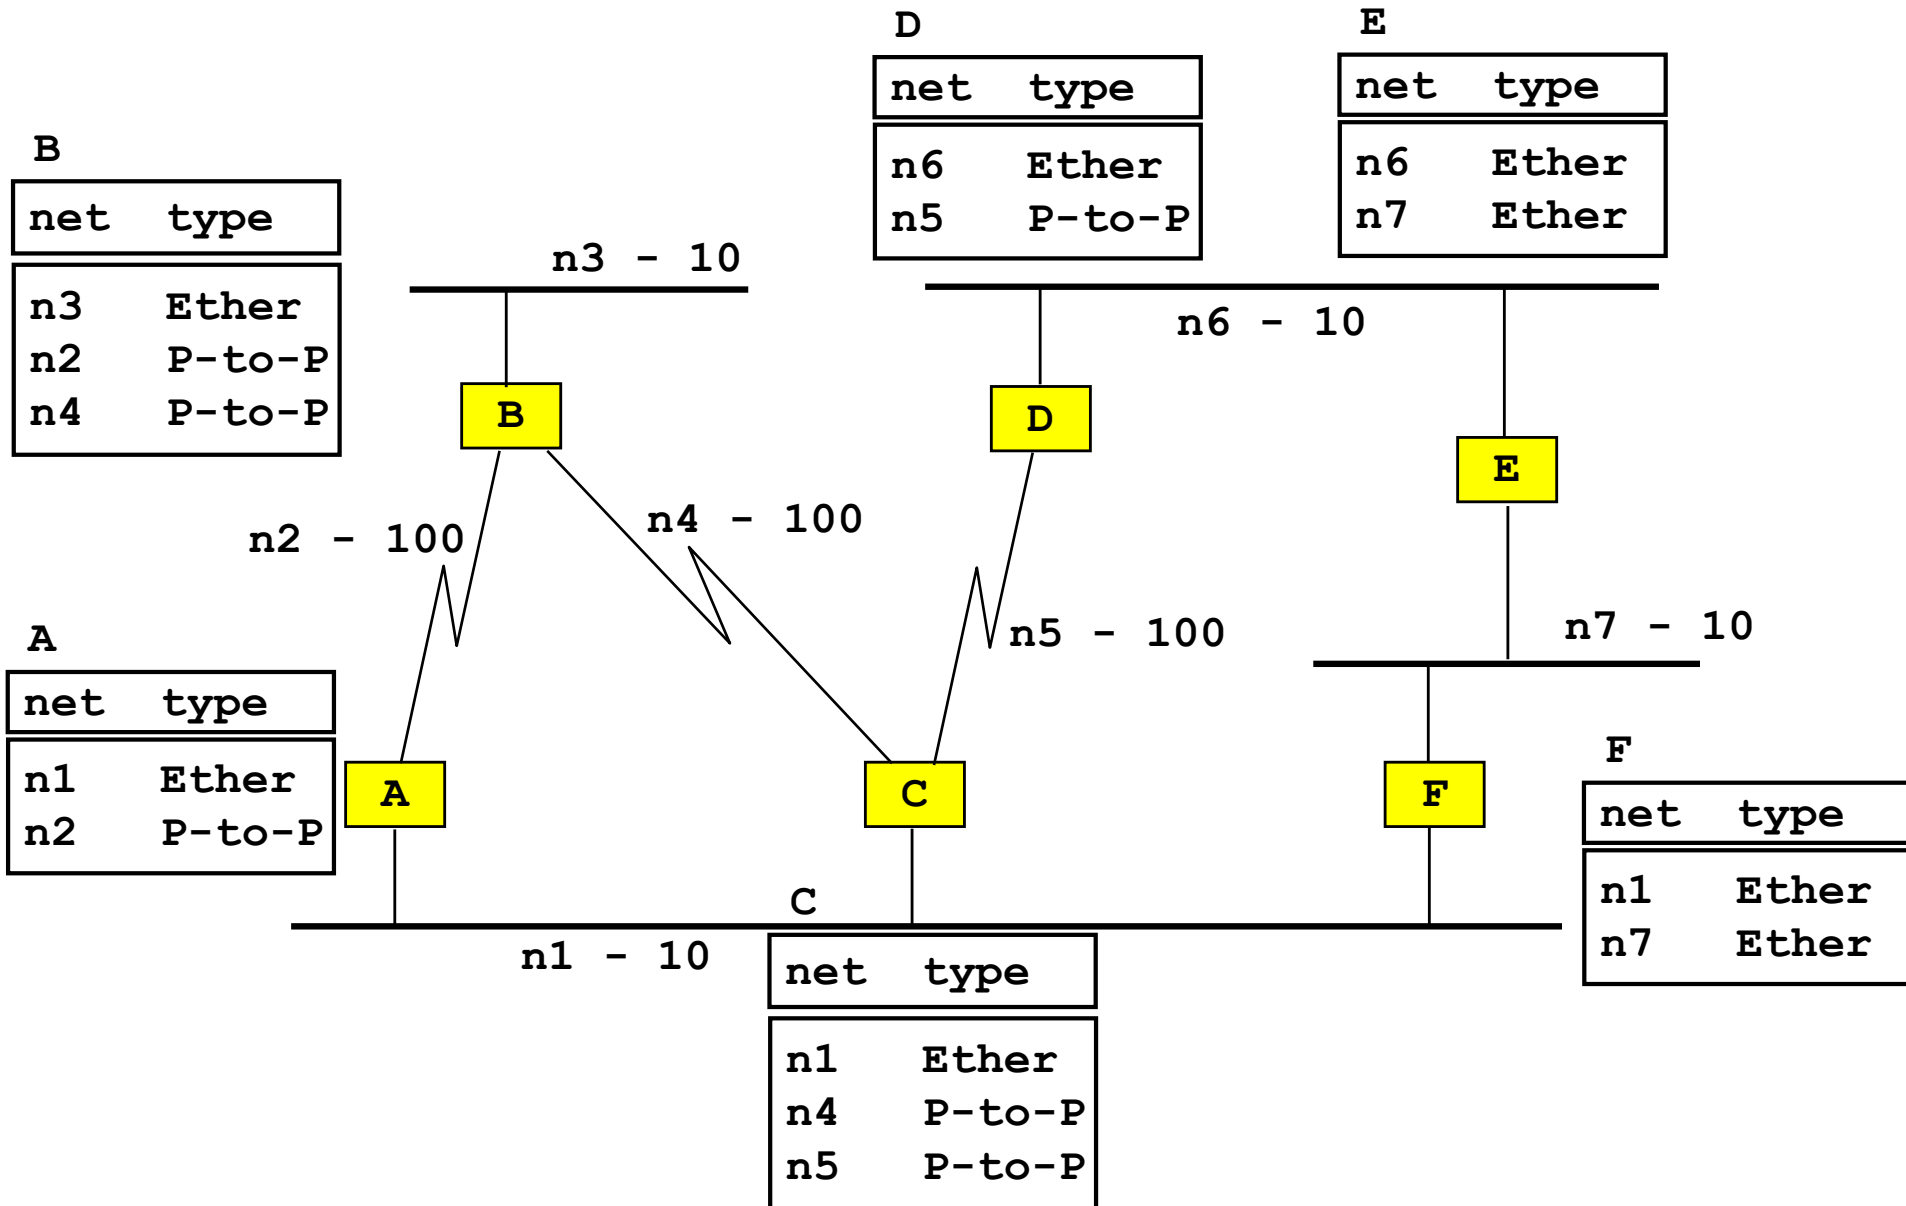 D
E
net type
n6 Ether
n5 P-to-P
net type
n6 Ether
n7 Ether
B
net type
n3 Ether
n2 P-to-P
n4 P-to-P
n3 - 10
n6 - 10
B
D
E
n2 - 100
n4 - 100
n5 - 100
n7 - 10
A
net type
n1 Ether
n2 P-to-P
A
C
F
F
net type
n1 Ether
n7 Ether
n1 - 10
C
net type
n1 Ether
n4 P-to-P
n5 P-to-P